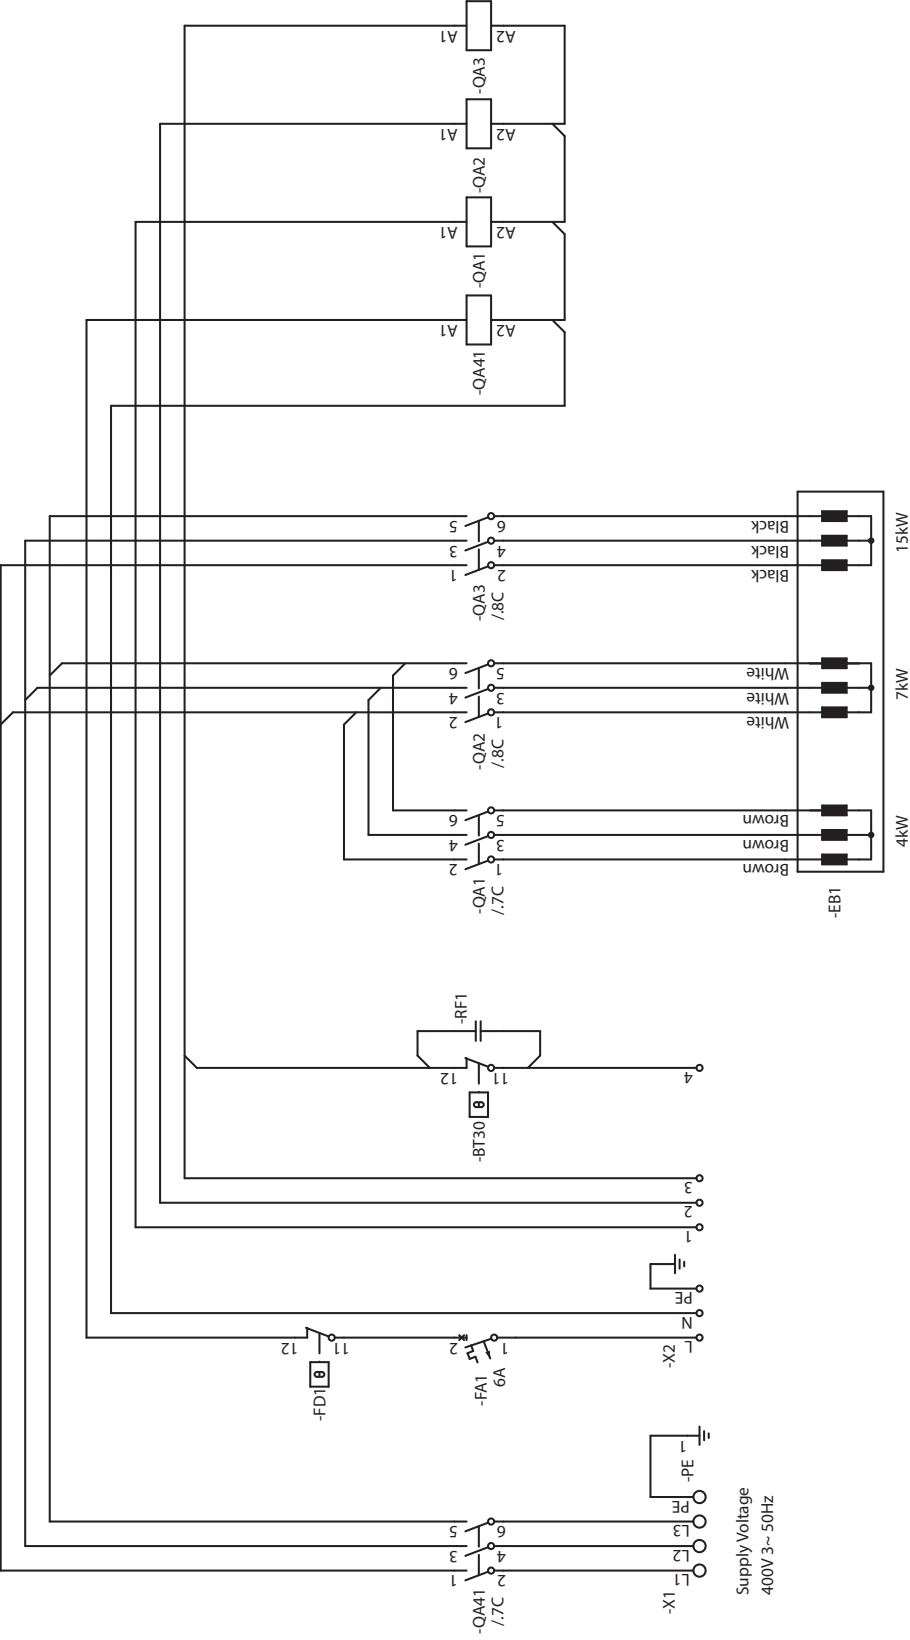 A1
A2
-QA3
A1
A2
-QA2
A1
A2
-QA1
A1
A2
-QA41
5
6
Black
3
4
Black
1
2
Black
15kW
-QA3
/.8C
6
5
White
4
3
White
2
1
White
7kW
-QA2
/.8C
6
5
Brown
4
3
Brown
2
1
Brown
4kW
-QA1
/.7C
-EB1
-RF1
12
11
4
θ
-BT30
3
2
1
PE
N
12
11
2
1
L
-X2
θ
-FD1
-FA1
6A
1
-PE
PE
5
6
L3
3
4
L2
1
2
L1
-QA41
/.7C
-X1
Supply Voltage
400V 3~ 50Hz